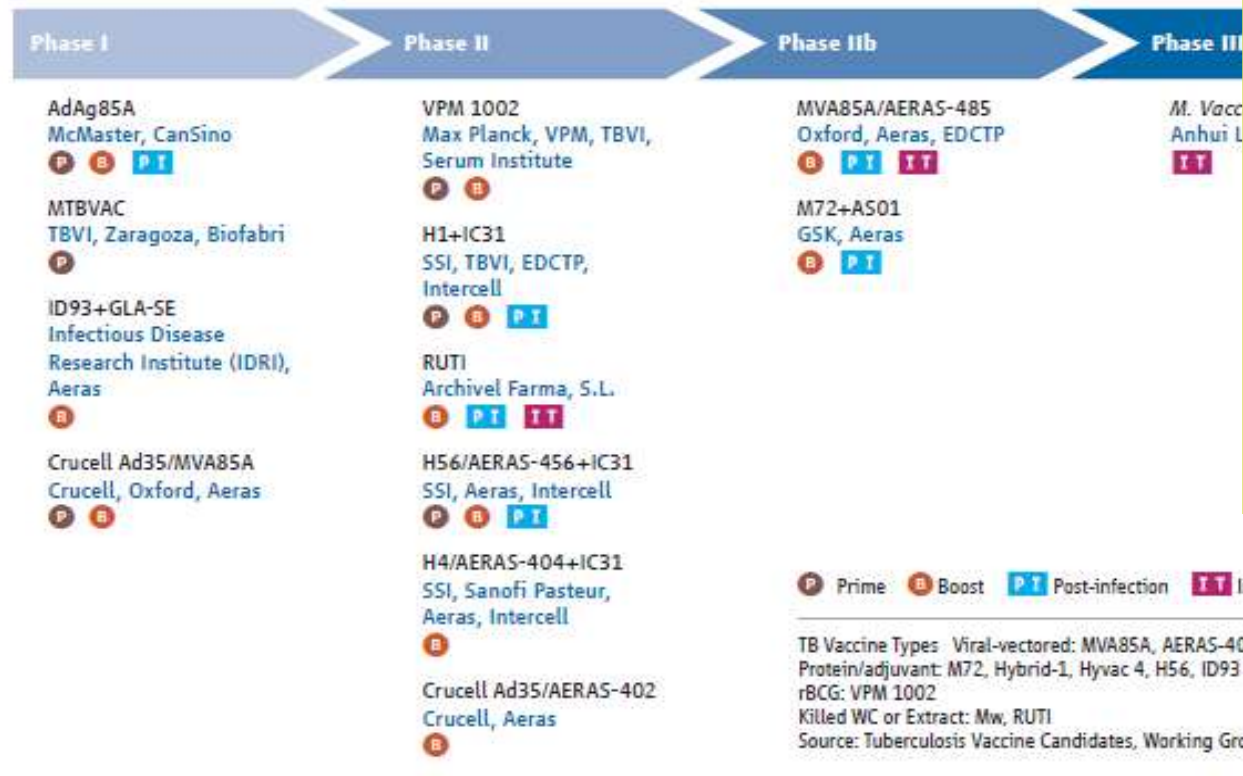 Phase I
Phase II
Phase IIb
Phase III
AdAg85A
McMaster, CanSino
P B P I
MTBVAC
TBVI, Zaragoza, Biofabri
P
ID93+GLA-SE
Infectious Disease
Research Institute (IDRI),
Aeras
B
Crucell Ad35/MVA85A
Crucell, Oxford, Aeras
P B
VPM 1002
Max Planck, VPM, TBVI,
Serum Institute
P B
H1+IC31
SSI, TBVI, EDCTP,
Intercell
P B P I
RUTI
Archivel Farma, S.L.
B P I I T
H56/AERAS-456+IC31
SSI, Aeras, Intercell
P B P I
H4/AERAS-404+IC31
SSI, Sanofi Pasteur,
Aeras, Intercell
B
Crucell Ad35/AERAS-402
Crucell, Aeras
B
MVA85A/AERAS-485
Oxford, Aeras, EDCTP
B P I I T
M72+AS01
GSK, Aeras
B P I
M. Vacc
Anhui L
I T
P Prime B Boost P I Post-infection I T
TB Vaccine Types Viral-vectored: MVA85A, AERAS-40
Protein/adjuvant: M72, Hybrid-1, Hyvac 4, H56, ID93
rBCG: VPM 1002
Killed WC or Extract: Mw, RUTI
Source: Tuberculosis Vaccine Candidates, Working Gro